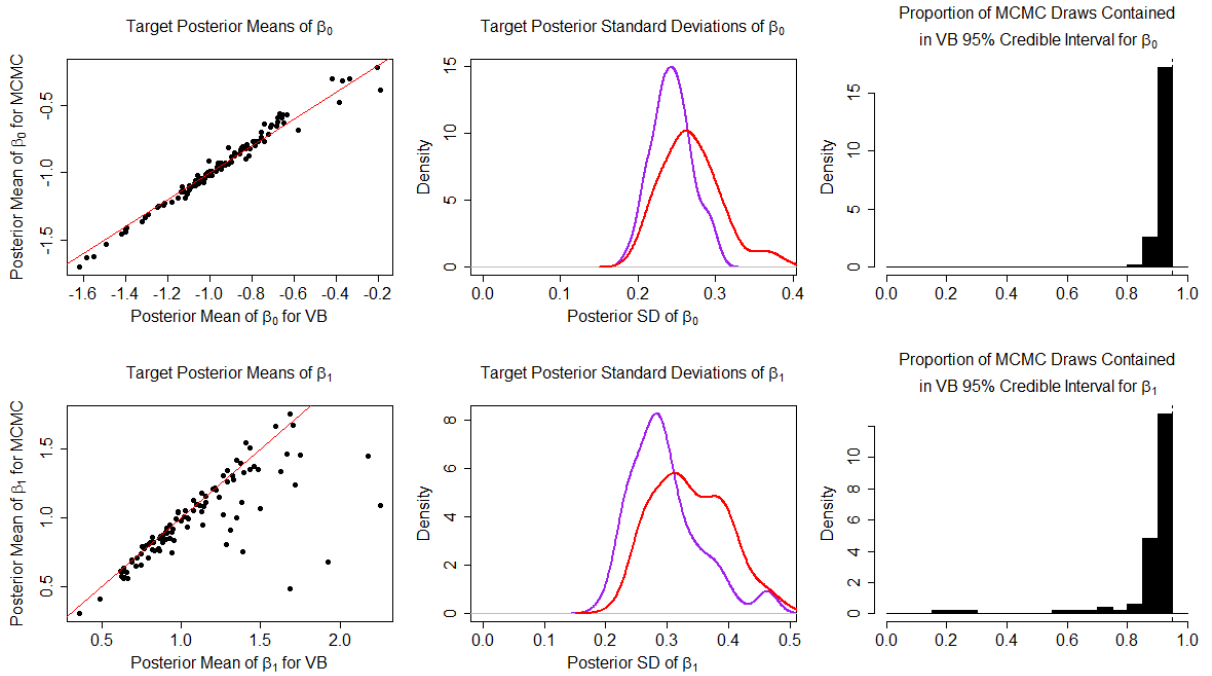 Target Posterior Means of β0
Posterior Mean of β0 for MCMC
-0.5
-1.0
-1.5
-1.6 -1.4 -1.2 -1.0 -0.8 -0.6 -0.4 -0.2
Posterior Mean of β0 for VB
Target Posterior Standard Deviations of β0
Density
15
10
5
0
0.0 0.1 0.2 0.3 0.4
Posterior SD of β0
Proportion of MCMC Draws Contained
in VB 95% Credible Interval for β0
Density
15
10
5
0
0.0 0.2 0.4 0.6 0.8 1.0
Target Posterior Means of β1
Posterior Mean of β1 for MCMC
1.5
1.0
0.5
0.5 1.0 1.5 2.0
Posterior Mean of β1 for VB
Target Posterior Standard Deviations of β1
Density
8
6
4
2
0
0.0 0.1 0.2 0.3 0.4 0.5
Posterior SD of β1
Proportion of MCMC Draws Contained
in VB 95% Credible Interval for β1
Density
12
10
8
6
4
2
0
0.0 0.2 0.4 0.6 0.8 1.0